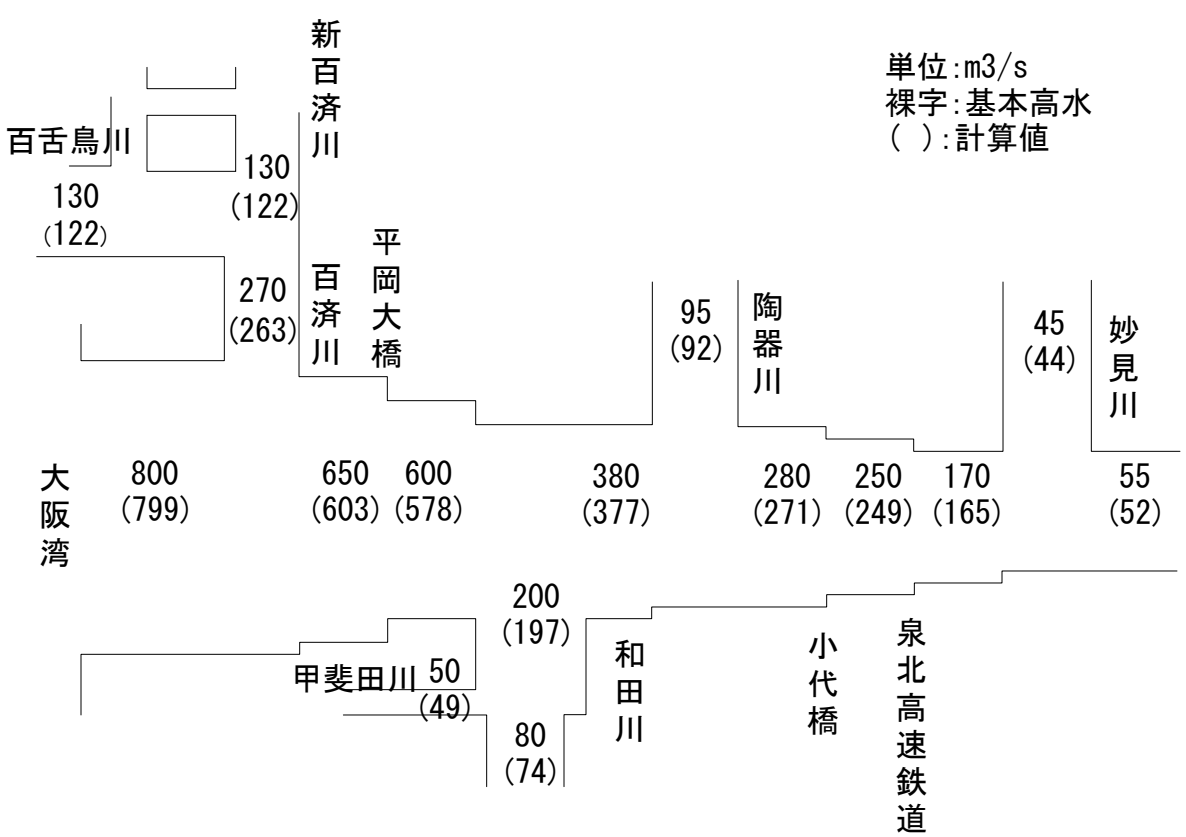 単位:m3/s
裸字:基本高水
( ):計算値
新百済川
百舌鳥川
130
(122)
130
(122)
270
(263)
百済川
平岡大橋
95
(92)
陶器川
45
(44)
妙見川
大阪湾
800
(799)
650
(603)
600
(578)
380
(377)
280
(271)
250
(249)
170
(165)
55
(52)
200
(197)
甲斐田川
50
(49)
80
(74)
和田川
小代橋
泉北高速鉄道